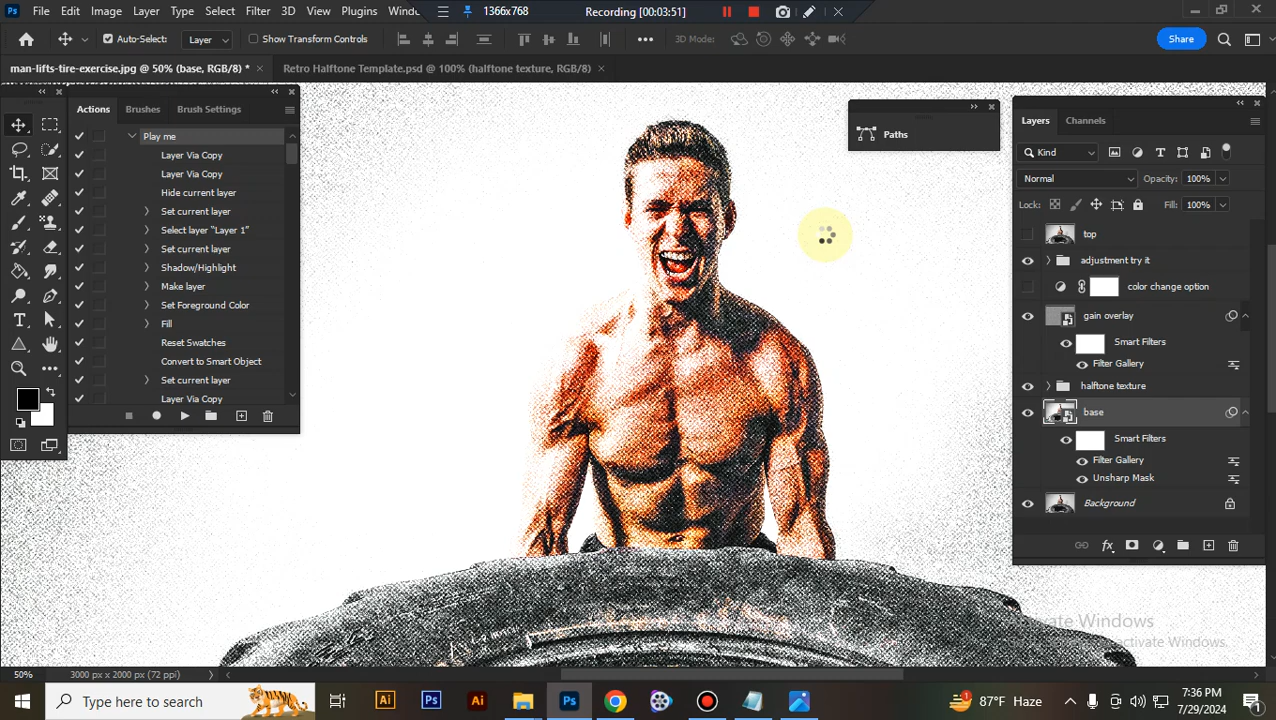 File Edit Image Layer Type Select Filter 3D View Plugins Windo
1366x768 Recording [00:03:51]
Auto-Select: Layer Show Transform Controls 3D Mode: Share
man-lifts-tire-exercise.jpg @ 50% (base, RGB/8) *
Retro Halftone Template.psd @ 100% (halftone texture, RGB/8)
Actions Brushes Brush Settings
Play me
Layer Via Copy
Layer Via Copy
Hide current layer
Set current layer
Select layer "Layer 1"
Set current layer
Shadow/Highlight
Make layer
Set Foreground Color
Fill
Reset Swatches
Convert to Smart Object
Set current layer
Layer Via Copy
Paths
Layers Channels
Kind
Normal Opacity: 100%
Lock: Fill: 100%
top
adjustment try it
color change option
gain overlay
Smart Filters
Filter Gallery
halftone texture
base
Smart Filters
Filter Gallery
Unsharp Mask
Background
50% 3000 px x 2000 px (72 ppi)
Type here to search
87°F Haze
7:36 PM
7/29/2024